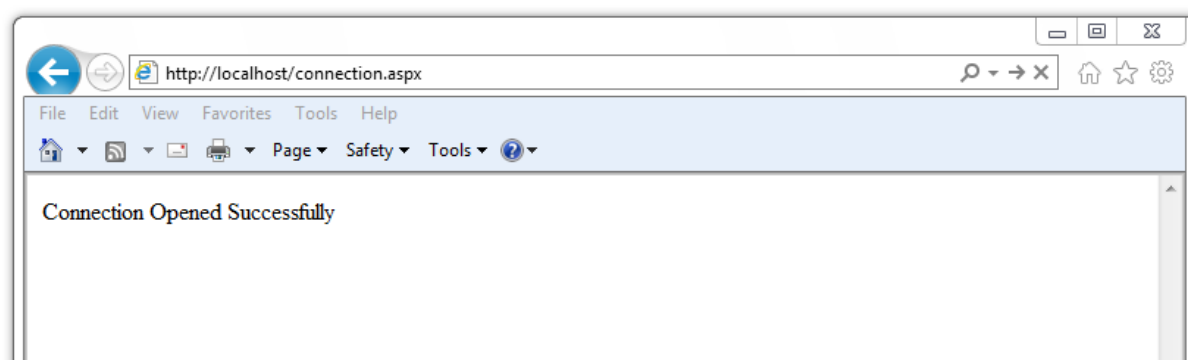 http://localhost/connection.aspx
File Edit View Favorites Tools Help
Page Safety Tools
Connection Opened Successfully